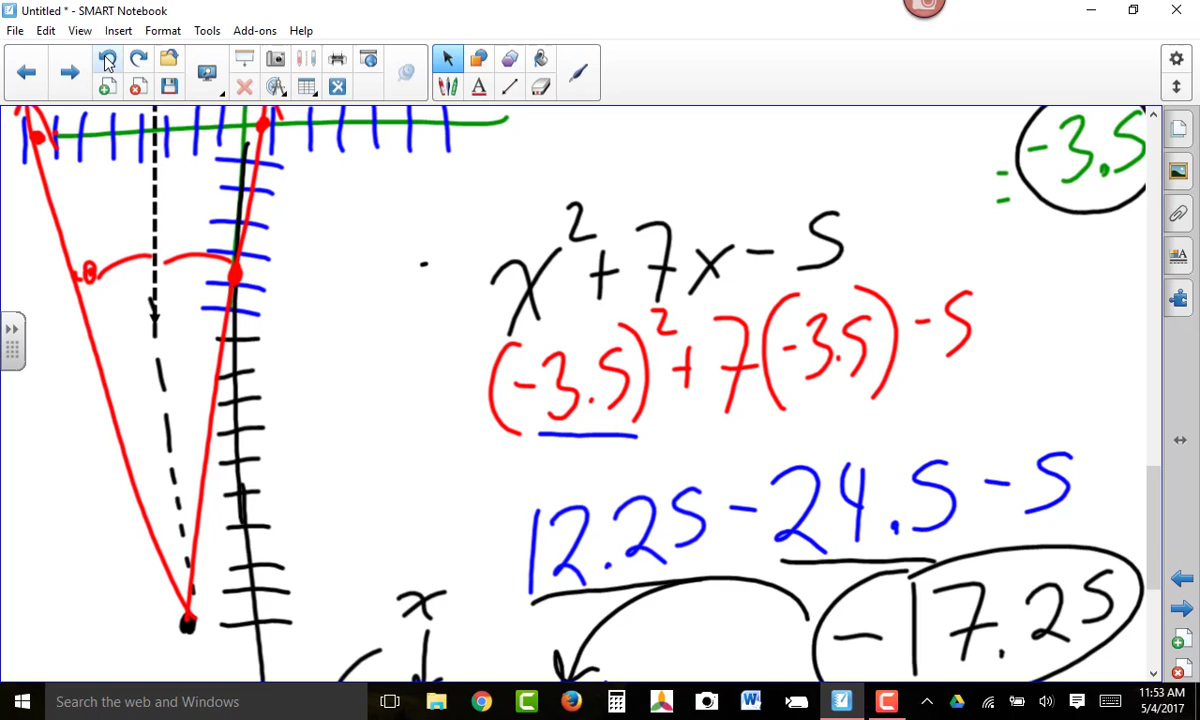 Untitled * - SMART Notebook
File Edit View Insert Format Tools Add-ons Help
= -3.5
x² + 7x - 5
θ
(-3.5)² + 7(-3.5) - 5
12.25 - 24.5 - 5
x
-17.25
Search the web and Windows
11:53 AM
5/4/2017